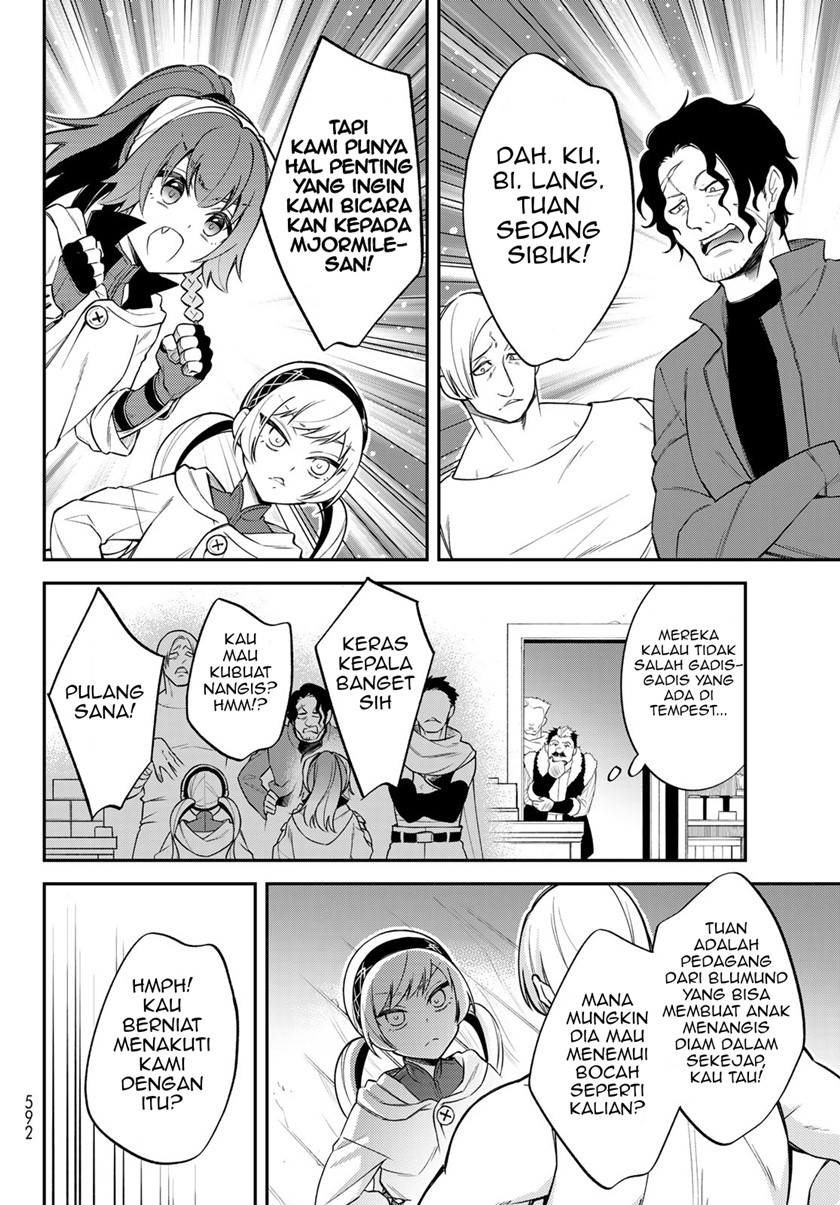 DAH. KU.
BI. LANG.
TUAN
SEDANG
SIBUK!
TAPI
KAMI PUNYA
HAL PENTING
YANG INGIN
KAMI BICARA
KAN KEPADA
MJORMILE-
SAN!
MEREKA
KALAU TIDAK
SALAH GADIS-
GADIS YANG
ADA DI
TEMPEST...
KERAS
KEPALA
BANGET
SIH
KAU
MAU
KUBUAT
NANGIS?
HMM!?
PULANG
SANA!
TUAN
ADALAH
PEDAGANG
DARI BLUMUND
YANG BISA
MEMBUAT ANAK
MENANGIS
DIAM DALAM
SEKEJAP,
KAU TAU!
MANA
MUNGKIN
DIA MAU
MENEMUI
BOCAH
SEPERTI
KALIAN?
HMPH!
KAU
BERNIAT
MENAKUTI
KAMI
DENGAN
ITU?
592